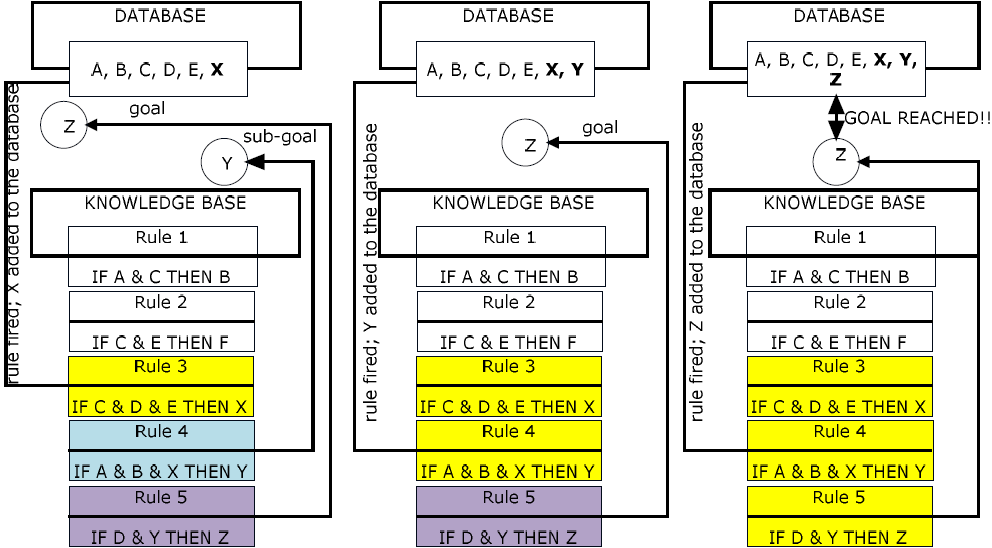 DATABASE
A, B, C, D, E, X
rule fired; X added to the database
goal
Z
sub-goal
Y
KNOWLEDGE BASE
Rule 1
IF A & C THEN B
Rule 2
IF C & E THEN F
Rule 3
IF C & D & E THEN X
Rule 4
IF A & B & X THEN Y
Rule 5
IF D & Y THEN Z
DATABASE
A, B, C, D, E, X, Y
rule fired; Y added to the database
goal
Z
KNOWLEDGE BASE
Rule 1
IF A & C THEN B
Rule 2
IF C & E THEN F
Rule 3
IF C & D & E THEN X
Rule 4
IF A & B & X THEN Y
Rule 5
IF D & Y THEN Z
DATABASE
A, B, C, D, E, X, Y,
Z
GOAL REACHED!!
rule fired; Z added to the database
Z
KNOWLEDGE BASE
Rule 1
IF A & C THEN B
Rule 2
IF C & E THEN F
Rule 3
IF C & D & E THEN X
Rule 4
IF A & B & X THEN Y
Rule 5
IF D & Y THEN Z